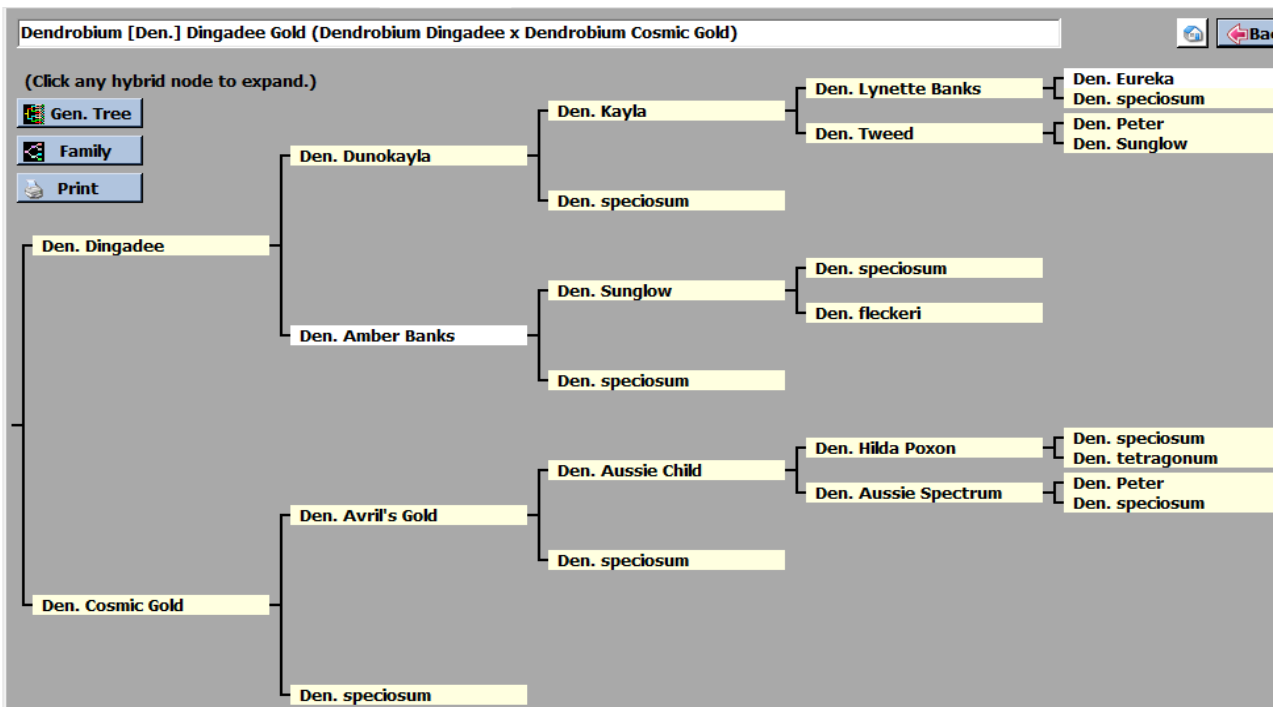 Dendrobium [Den.] Dingadee Gold (Dendrobium Dingadee x Dendrobium Cosmic Gold)
Bac
(Click any hybrid node to expand.)
Gen. Tree
Family
Print
Den. Dingadee
Den. Cosmic Gold
Den. Dunokayla
Den. Amber Banks
Den. Avril's Gold
Den. speciosum
Den. Kayla
Den. speciosum
Den. Sunglow
Den. speciosum
Den. Aussie Child
Den. speciosum
Den. Lynette Banks
Den. Tweed
Den. speciosum
Den. fleckeri
Den. Hilda Poxon
Den. Aussie Spectrum
Den. Eureka
Den. speciosum
Den. Peter
Den. Sunglow
Den. speciosum
Den. tetragonum
Den. Peter
Den. speciosum